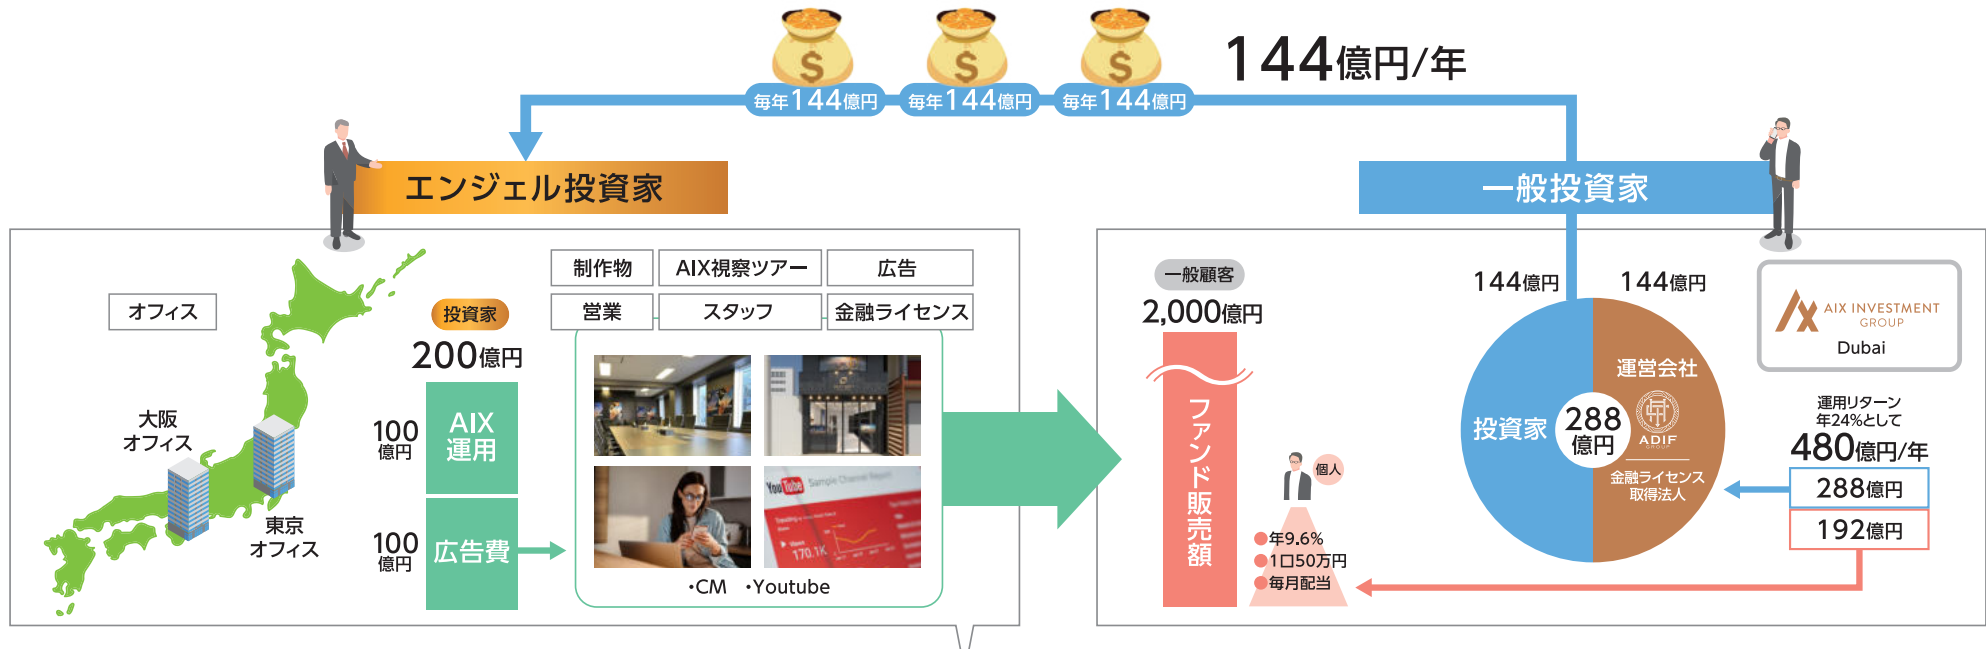 144億円/年
毎年144億円
毎年144億円
毎年144億円
エンジェル投資家
一般投資家
オフィス
大阪
オフィス
東京
オフィス
投資家
200億円
100
億円
AIX
運用
100
億円
広告費
制作物
AIX視察ツアー
広告
営業
スタッフ
金融ライセンス
YouTube
Sample Channel Report
Views
170.1K
・CM ・Youtube
一般顧客
2,000億円
ファンド販売額
個人
●年9.6%
●1口50万円
●毎月配当
144億円
144億円
投資家
288
億円
運営会社
ADIF
GROUP
金融ライセンス
取得法人
AIX INVESTMENT
GROUP
Dubai
運用リターン
年24%として
480億円/年
288億円
192億円